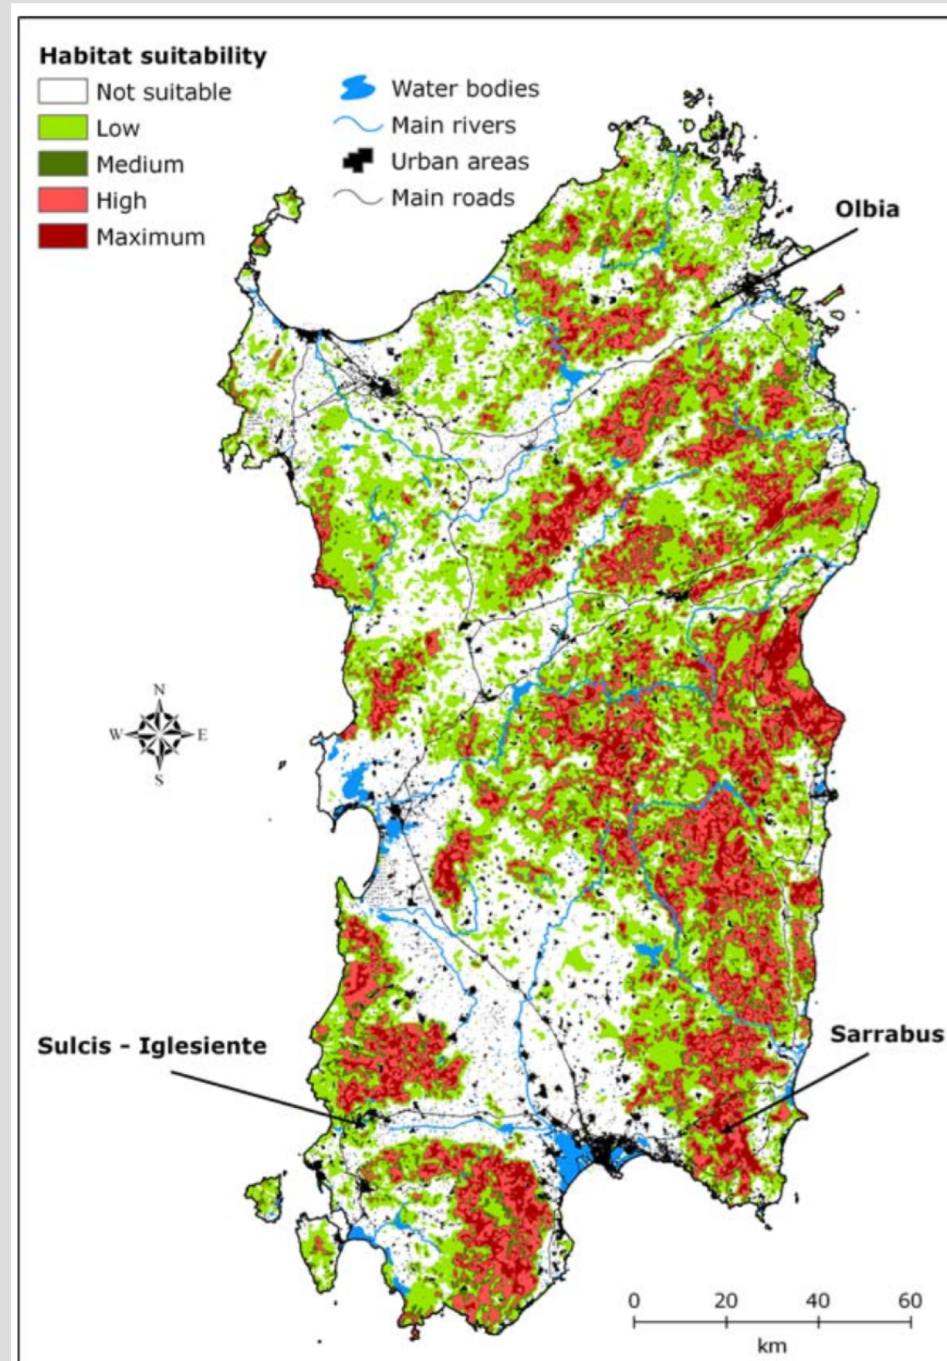 Habitat suitability
Not suitable
Low
Medium
High
Maximum
Water bodies
Main rivers
Urban areas
Main roads
Olbia
N
W E
S
Sulcis - Iglesiente
Sarrabus
0 20 40 60
km